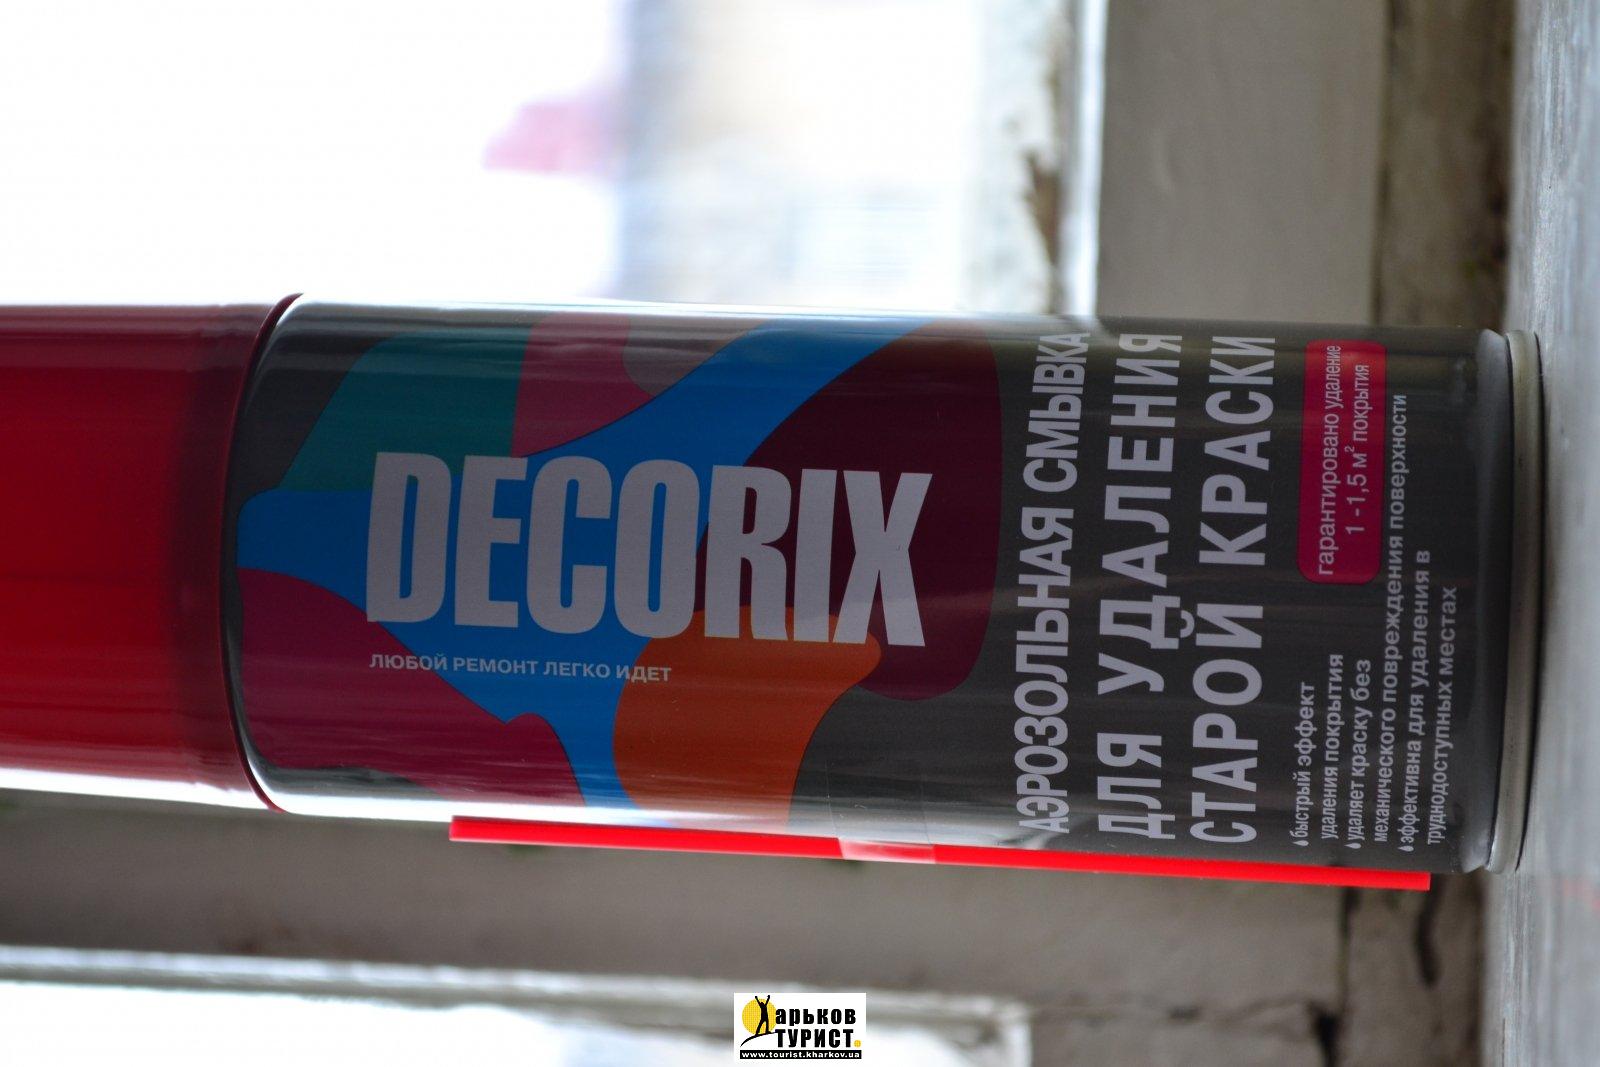 DECORIX
ЛЮБОЙ РЕМОНТ ЛЕГКО ИДЕТ
АЭРОЗОЛЬНАЯ СМЫВКА
ДЛЯ УДАЛЕНИЯ
СТАРОЙ КРАСКИ
гарантировано удаление
1 - 1,5 м² покрытия
быстрый эффект
удаления покрытия
удаляет краску без
механического повреждения поверхности
эффективна для удаления в
труднодоступных местах
Харьков
ТУРИСТ.
www.tourist.kharkov.ua